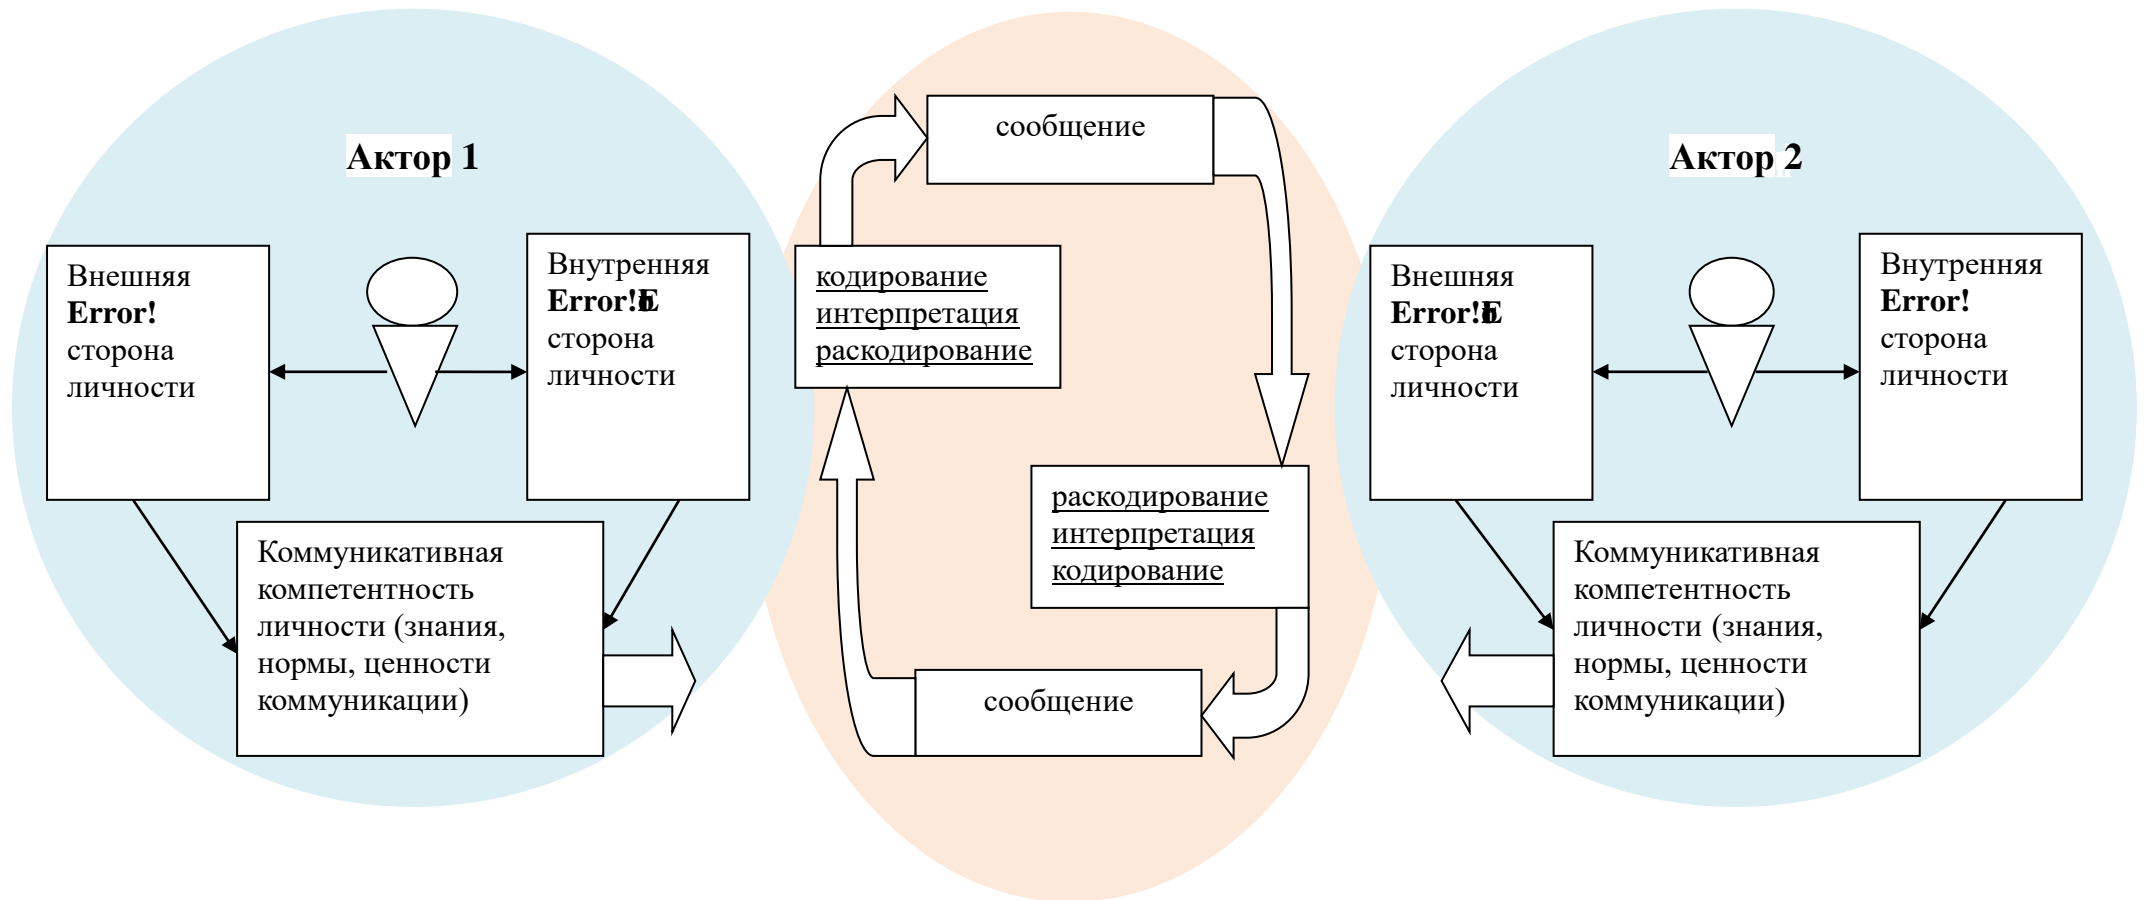 Актор 1
Внешняя
Error!
сторона
личности
Внутренняя
Error!
сторона
личности
Коммуникативная
компетентность
личности (знания,
нормы, ценности
коммуникации)
сообщение
кодирование
интерпретация
раскодирование
раскодирование
интерпретация
кодирование
сообщение
Актор 2
Внешняя
Error!
сторона
личности
Внутренняя
Error!
сторона
личности
Коммуникативная
компетентность
личности (знания,
нормы, ценности
коммуникации)